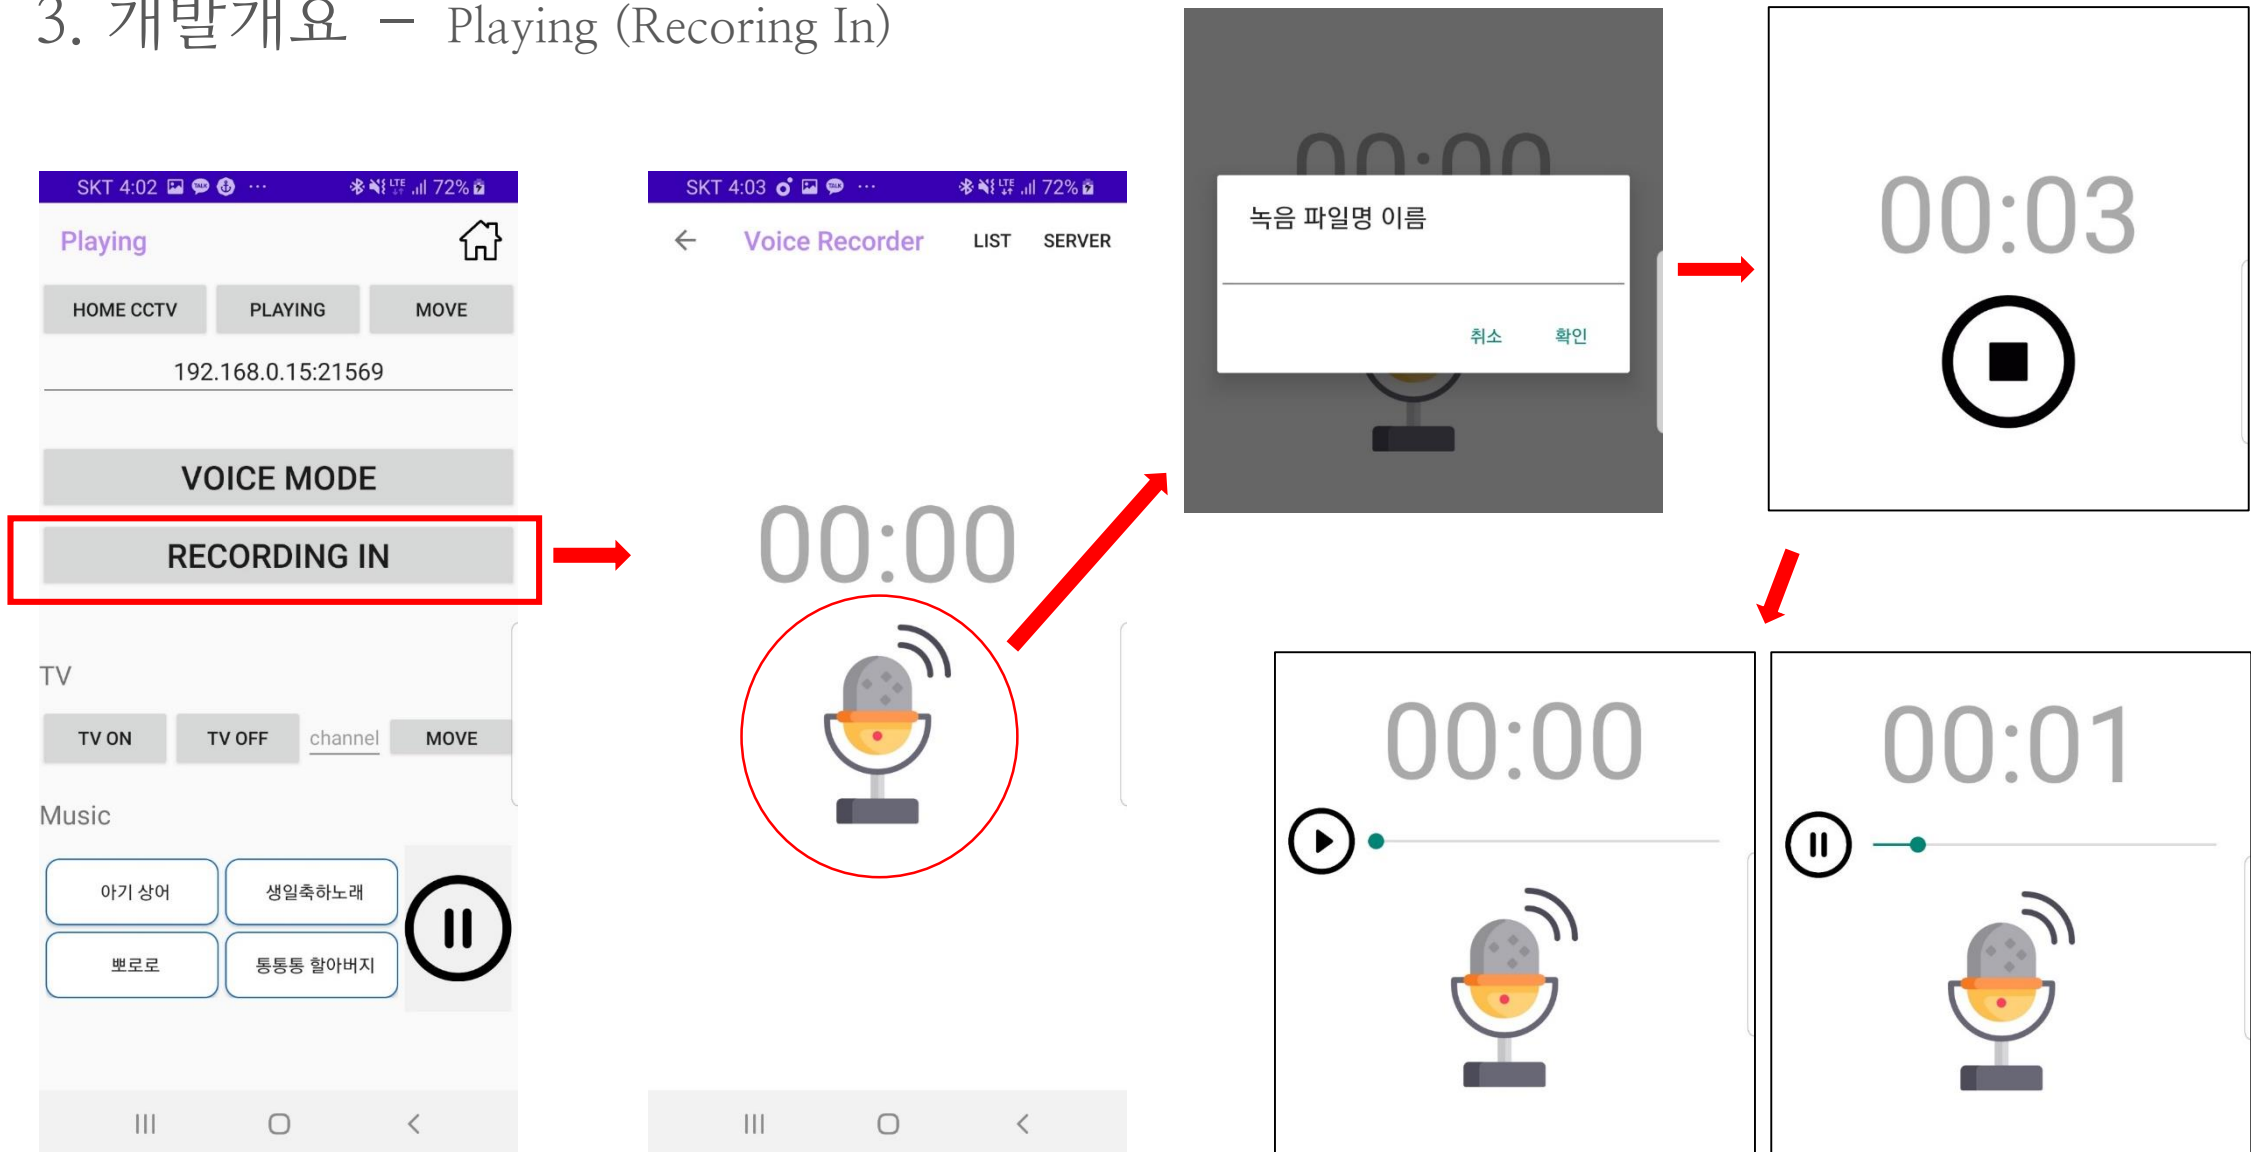 3. 개발개요 - Playing (Recoring In)
SKT 4:02 ··· LTE 72%
Playing
HOME CCTV PLAYING MOVE
192.168.0.15:21569
VOICE MODE
RECORDING IN
TV
TV ON TV OFF channel MOVE
Music
아기 상어 생일축하노래
뽀로로 통통통 할아버지
SKT 4:03 ··· LTE 72%
Voice Recorder LIST SERVER
00:00
00:00
녹음 파일명 이름
취소 확인
00:03
00:00
00:01